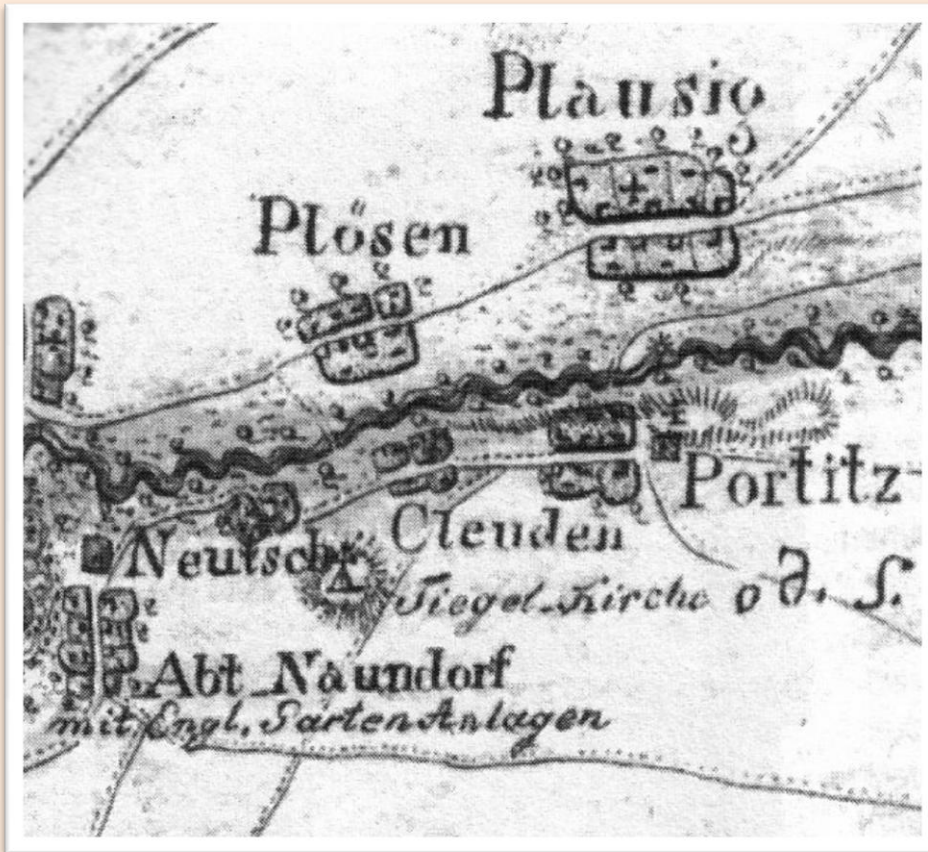 Plausig
Plösen
Portitz
Cleuden
Neutsch
Tiegel-Kirche o d. S.
Abt Naundorf
mit Engl. Garten Anlagen